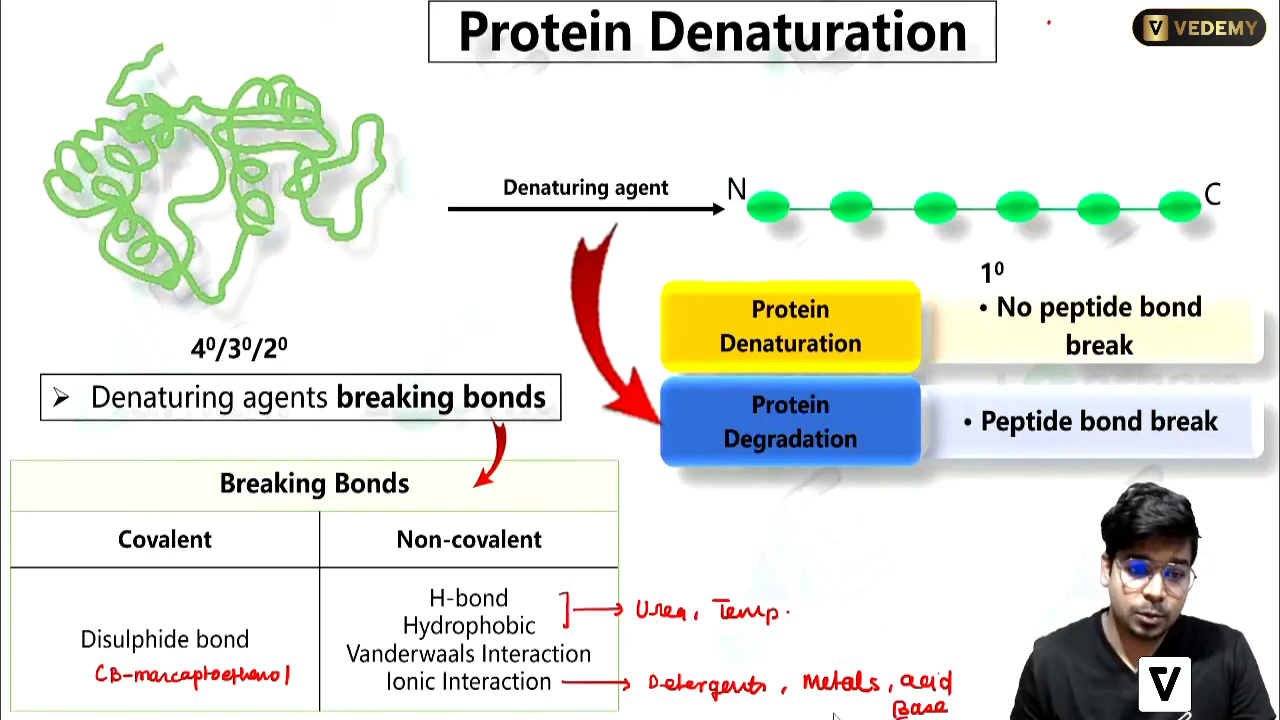 Protein Denaturation
VEDEMY
Denaturing agent
N
C
1⁰
4⁰/3⁰/2⁰
Protein
Denaturation
• No peptide bond
break
Protein
Degradation
• Peptide bond break
➢ Denaturing agents breaking bonds
Breaking Bonds
Covalent
Non-covalent
Disulphide bond
CB-marcaptoethenol
H-bond
Hydrophobic
Vanderwaals Interaction
Ionic Interaction
Urea, Temp.
Detergents, Metals, acid
Base